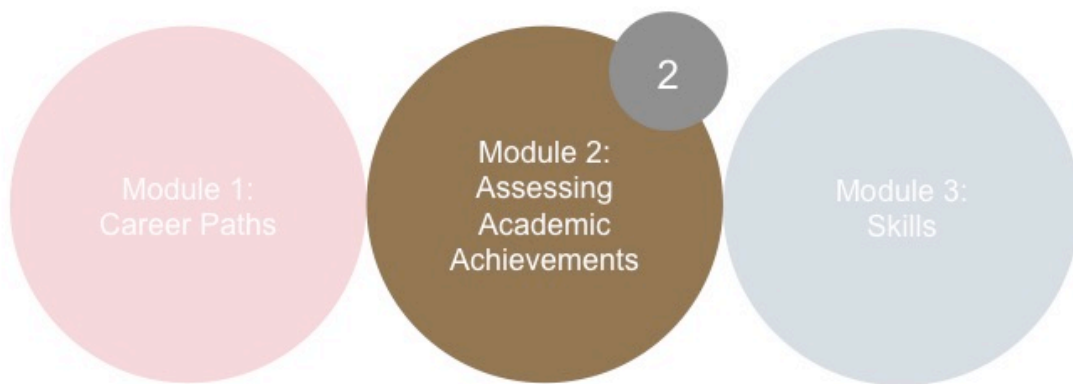 Module 1:
Career Paths
2
Module 2:
Assessing
Academic
Achievements
Module 3:
Skills